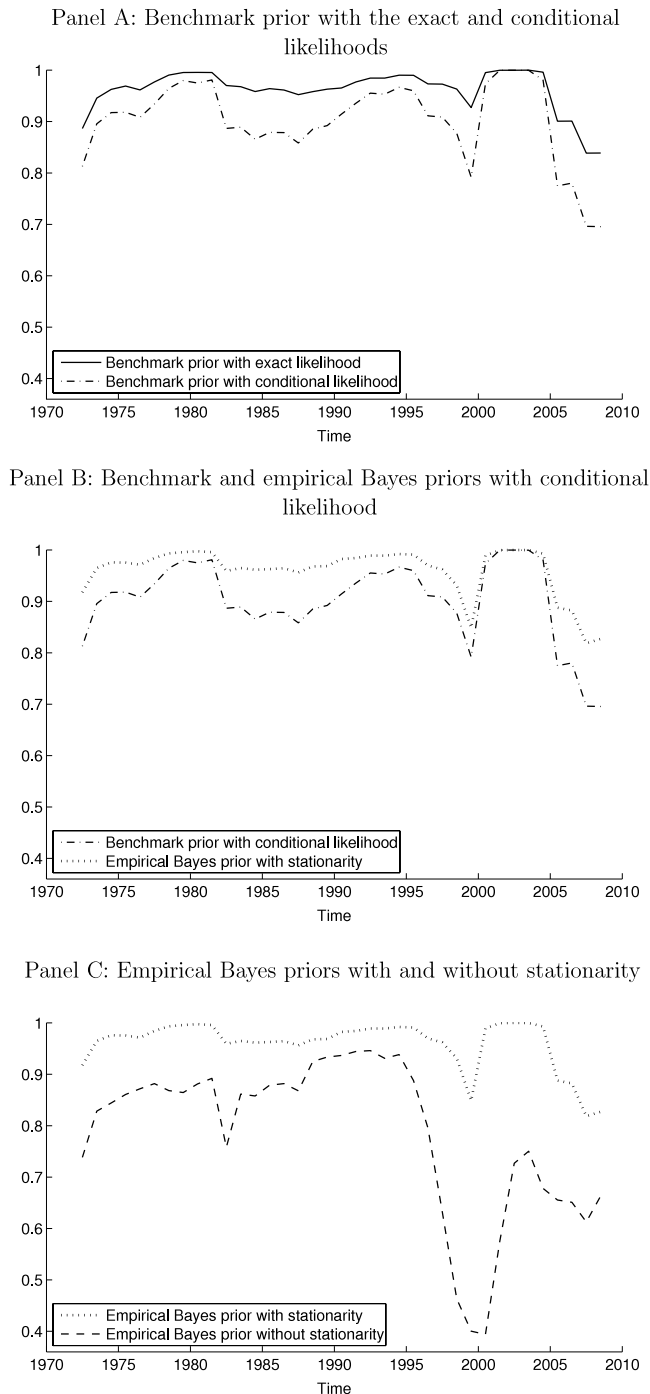 Panel A: Benchmark prior with the exact and conditional
likelihoods
1
0.9
0.8
0.7
0.6
0.5
0.4
Benchmark prior with exact likelihood
Benchmark prior with conditional likelihood
1970 1975 1980 1985 1990 1995 2000 2005 2010
Time
Panel B: Benchmark and empirical Bayes priors with conditional
likelihood
1
0.9
0.8
0.7
0.6
0.5
0.4
Benchmark prior with conditional likelihood
Empirical Bayes prior with stationarity
1970 1975 1980 1985 1990 1995 2000 2005 2010
Time
Panel C: Empirical Bayes priors with and without stationarity
1
0.9
0.8
0.7
0.6
0.5
0.4
Empirical Bayes prior with stationarity
Empirical Bayes prior without stationarity
1970 1975 1980 1985 1990 1995 2000 2005 2010
Time